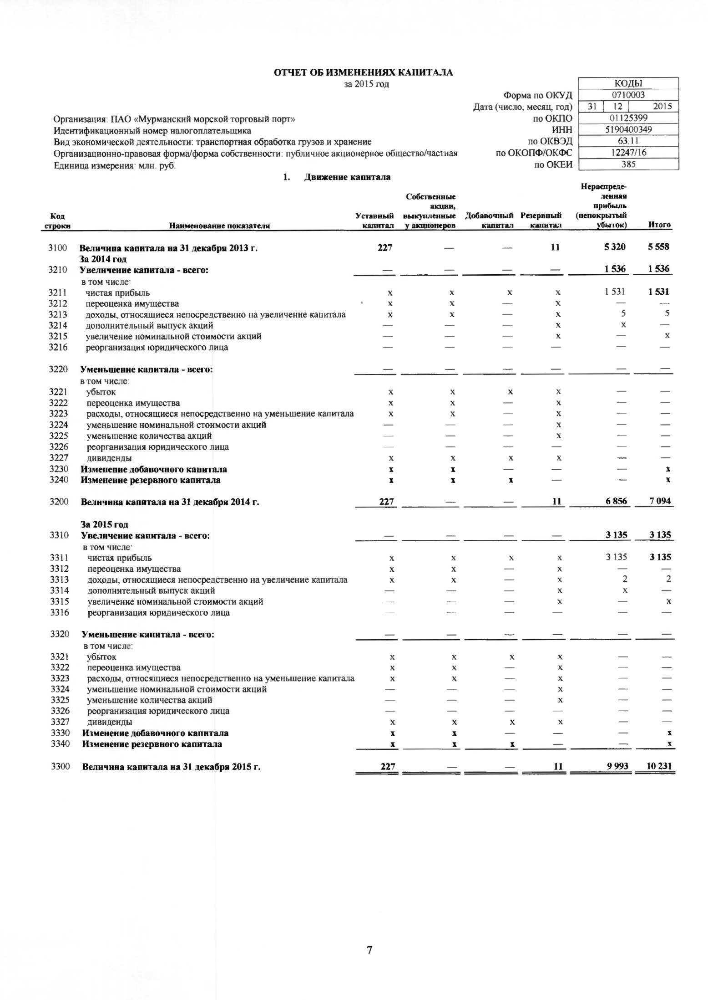 ОТЧЕТ ОБ ИЗМЕНЕНИЯХ КАПИТАЛА
за 2015 год
КОДЫ
Форма по ОКУД 0710003
Дата (число, месяц, год) 31 12 2015
Организация: ПАО «Мурманский морской торговый порт» по ОКПО 01125399
Идентификационный номер налогоплательщика ИНН 5190400349
Вид экономической деятельности: транспортная обработка грузов и хранение по ОКВЭД 63.11
Организационно-правовая форма/форма собственности: публичное акционерное общество/частная по ОКОПФ/ОКФС 12247/16
Единица измерения: млн. руб. по ОКЕИ 385
1. Движение капитала
Код строки Наименование показателя Уставный капитал Собственные акции, выкупленные у акционеров Добавочный капитал Резервный капитал Нераспреде-ленная прибыль (непокрытый убыток) Итого
3100 Величина капитала на 31 декабря 2013 г. 227 — — 11 5 320 5 558
За 2014 год
3210 Увеличение капитала - всего: — — — — 1 536 1 536
в том числе:
3211 чистая прибыль х х х х 1 531 1 531
3212 переоценка имущества х х — х — —
3213 доходы, относящиеся непосредственно на увеличение капитала х х — х 5 5
3214 дополнительный выпуск акций — — — х х —
3215 увеличение номинальной стоимости акций — — — х — х
3216 реорганизация юридического лица — — — — — —
3220 Уменьшение капитала - всего: — — — — — —
в том числе:
3221 убыток х х х х — —
3222 переоценка имущества х х — х — —
3223 расходы, относящиеся непосредственно на уменьшение капитала х х — х — —
3224 уменьшение номинальной стоимости акций — — — х — —
3225 уменьшение количества акций — — — х — —
3226 реорганизация юридического лица — — — — — —
3227 дивиденды х х х х — —
3230 Изменение добавочного капитала х х — — — х
3240 Изменение резервного капитала х х х — — х
3200 Величина капитала на 31 декабря 2014 г. 227 — — 11 6 856 7 094
За 2015 год
3310 Увеличение капитала - всего: — — — — 3 135 3 135
в том числе:
3311 чистая прибыль х х х х 3 135 3 135
3312 переоценка имущества х х — х — —
3313 доходы, относящиеся непосредственно на увеличение капитала х х — х 2 2
3314 дополнительный выпуск акций — — — х х —
3315 увеличение номинальной стоимости акций — — — х — х
3316 реорганизация юридического лица — — — — — —
3320 Уменьшение капитала - всего: — — — — — —
в том числе:
3321 убыток х х х х — —
3322 переоценка имущества х х — х — —
3323 расходы, относящиеся непосредственно на уменьшение капитала х х — х — —
3324 уменьшение номинальной стоимости акций — — — х — —
3325 уменьшение количества акций — — — х — —
3326 реорганизация юридического лица — — — — — —
3327 дивиденды х х х х — —
3330 Изменение добавочного капитала х х — — — х
3340 Изменение резервного капитала х х х — — х
3300 Величина капитала на 31 декабря 2015 г. 227 — — 11 9 993 10 231
7